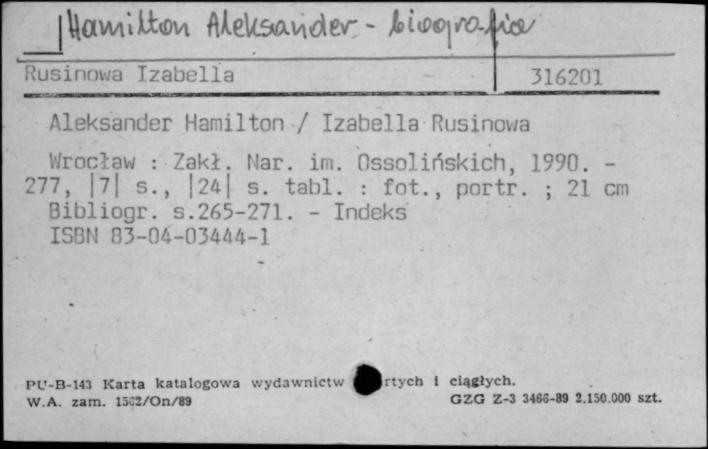 Hamilton Aleksander - biografia
Rusinowa Izabella 316201
Aleksander Hamilton / Izabella Rusinowa
Wrocław : Zakł. Nar. im. Ossolińskich, 1990. -
277, |7| s., |24| s. tabl. : fot., portr. ; 21 cm
Bibliogr. s.265-271. - Indeks
ISBN 83-04-03444-1
PU-B-143 Karta katalogowa wydawnictw rtych i ciągłych.
W.A. zam. /On/89 GZG Z-3 3466-89 2.150.000 szt.